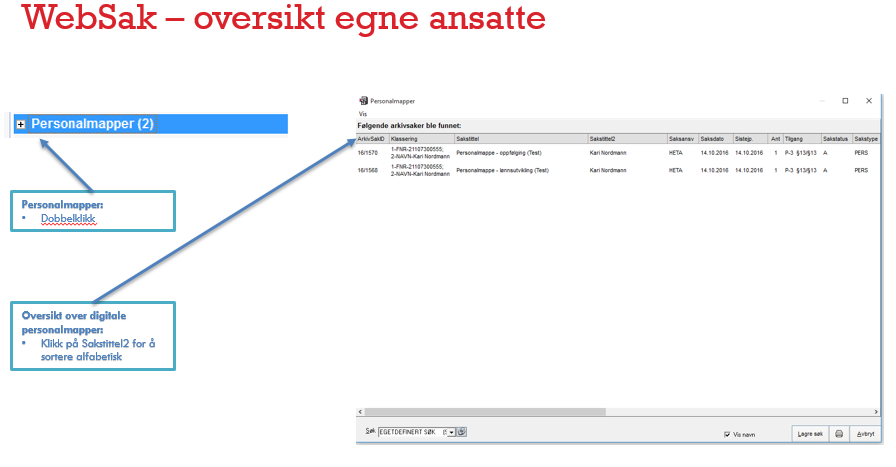 WebSak – oversikt egne ansatte
Personalmapper (2)
Personalmapper:
• Dobbelklikk
Oversikt over digitale
personalmapper:
• Klikk på Sakstittel2 for å
sortere alfabetisk
Personalmapper
Vis
Følgende arkivsaker ble funnet:
ArkivSakID Klassering Sakstittel Sakstittel2 Saksansv Saksdato Sistejp. Ant Tilgang Sakstatus Sakstype
1-FNR-21107300555;
16/1570 Personalmappe - oppfølging (Test) Kari Nordmann HETA 14.10.2016 14.10.2016 1 P-3 §13/§13 A PERS
2-NAVN-Kari Nordmann
1-FNR-21107300555;
16/1568 Personalmappe - lønnsutvikling (Test) Kari Nordmann HETA 14.10.2016 14.10.2016 1 P-3 §13/§13 A PERS
2-NAVN-Kari Nordmann
Søk EGETDEFINERT SØK Vis navn Lagre søk Avbryt